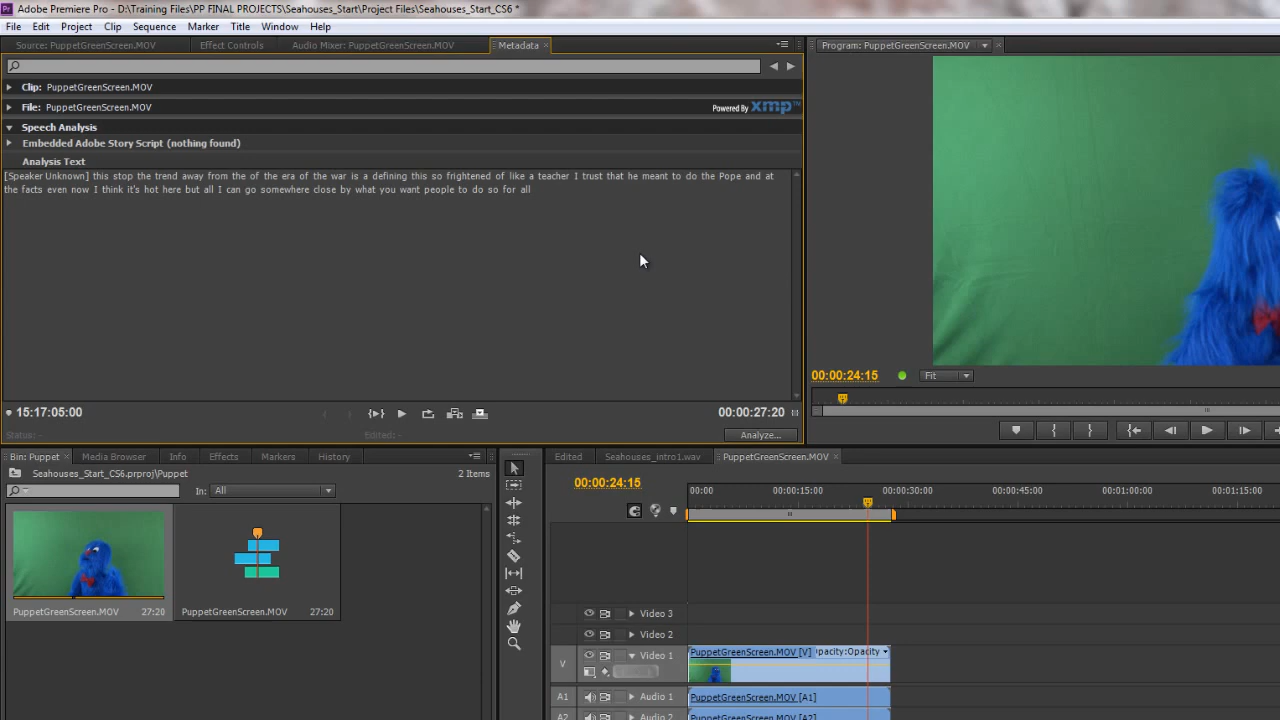 Adobe Premiere Pro - D:\Training Files\PP FINAL PROJECTS\Seahouses_Start\Project Files\Seahouses_Start_CS6 *
File Edit Project Clip Sequence Marker Title Window Help
Source: PuppetGreenScreen.MOV Effect Controls Audio Mixer: PuppetGreenScreen.MOV Metadata × Program: PuppetGreenScreen.MOV ×
Clip: PuppetGreenScreen.MOV
File: PuppetGreenScreen.MOV Powered By xmp™
Speech Analysis
Embedded Adobe Story Script (nothing found)
Analysis Text
[Speaker Unknown] this stop the trend away from the of the era of the war is a defining this so frightened of like a teacher I trust that he meant to do the Pope and at
the facts even now I think it's hot here but all I can go somewhere close by what you want people to do so for all
00:00:24:15 Fit
15:17:05:00 00:00:27:20
Status: - Edited: - Analyze...
Bin: Puppet × Media Browser Info Effects Markers History Edited Seahouses_intro1.wav PuppetGreenScreen.MOV ×
Seahouses_Start_CS6.prproj\Puppet 2 Items
In: All
00:00:24:15
00:00 00:00:15:00 00:00:30:00 00:00:45:00 00:01:00:00 00:01:15:00
PuppetGreenScreen.MOV 27:20 PuppetGreenScreen.MOV 27:20
Video 3
Video 2
V Video 1 PuppetGreenScreen.MOV [V] pacity:Opacity
A1 Audio 1 PuppetGreenScreen.MOV [A1]
A2 Audio 2 PuppetGreenScreen.MOV [A2]